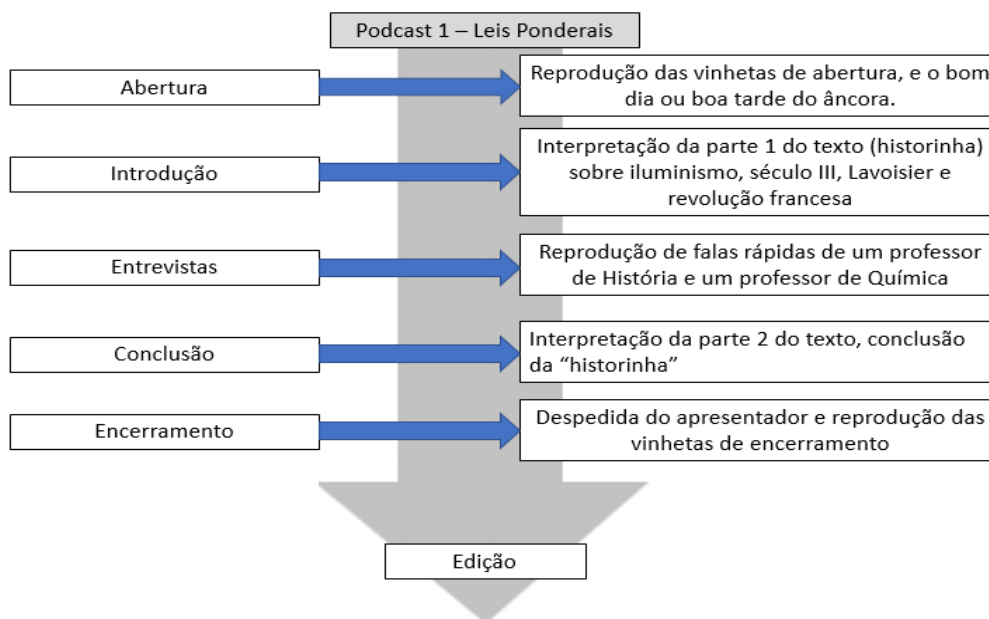 Podcast 1 – Leis Ponderais
Abertura
Reprodução das vinhetas de abertura, e o bom
dia ou boa tarde do âncora.
Introdução
Interpretação da parte 1 do texto (historinha)
sobre iluminismo, século III, Lavoisier e
revolução francesa
Entrevistas
Reprodução de falas rápidas de um professor
de História e um professor de Química
Conclusão
Interpretação da parte 2 do texto, conclusão
da “historinha”
Encerramento
Despedida do apresentador e reprodução das
vinhetas de encerramento
Edição